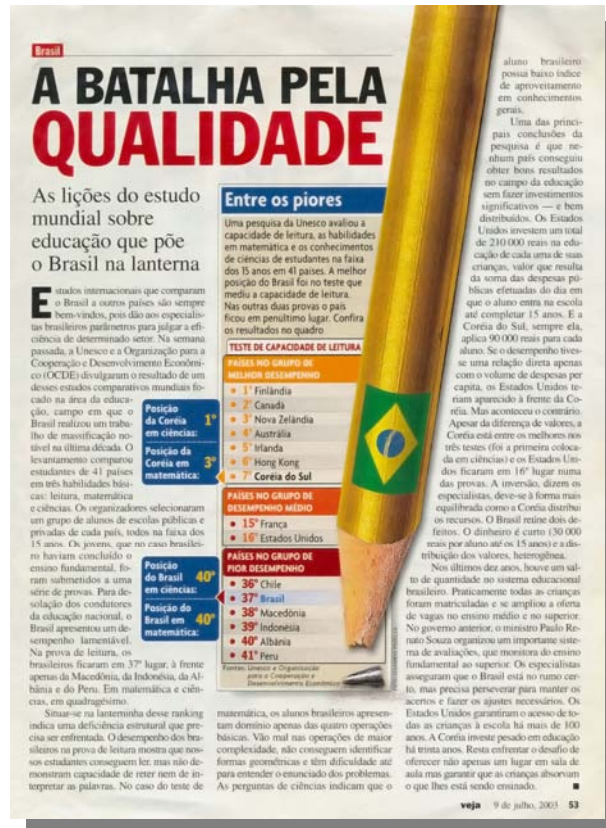 Brasil
A BATALHA PELA
QUALIDADE
As lições do estudo
mundial sobre
educação que põe
o Brasil na lanterna
Estudos internacionais que comparam
o Brasil a outros países são sempre
bem-vindos, pois dão aos especialis-
tas brasileiros parâmetros para julgar a efi-
ciência de determinado setor. Na semana
passada, a Unesco e a Organização para a
Cooperação e Desenvolvimento Econômi-
co (OCDE) divulgaram o resultado de um
desses estudos comparativos mundiais fo-
cado na área da educa-
ção, campo em que o
Brasil realizou um traba-
lho de massificação no-
tável na última década. O
levantamento comparou
estudantes de 41 países
em três habilidades bási-
cas: leitura, matemática
e ciências. Os organizadores selecionaram
um grupo de alunos de escolas públicas e
privadas de cada país, todos na faixa dos
15 anos. Os jovens, que no caso brasilei-
ro haviam concluído o
ensino fundamental, fo-
ram submetidos a uma
série de provas. Para de-
solação dos condutores
da educação nacional, o
Brasil apresentou um de-
sempenho lamentável.
Na prova de leitura, os
brasileiros ficaram em 37º lugar, à frente
apenas da Macedônia, da Indonésia, da Al-
bânia e do Peru. Em matemática e ciên-
cias, em quadragésimo.
Situar-se na lanterninha desse ranking
indica uma deficiência estrutural que pre-
cisa ser enfrentada. O desempenho dos bra-
sileiros na prova de leitura mostra que nos-
sos estudantes conseguem ler, mas não de-
monstram capacidade de reter nem de in-
terpretar as palavras. No caso do teste de
Entre os piores
Uma pesquisa da Unesco avaliou a
capacidade de leitura, as habilidades
em matemática e os conhecimentos
de ciências de estudantes na faixa
dos 15 anos em 41 países. A melhor
posição do Brasil foi no teste que
mediu a capacidade de leitura.
Nas outras duas provas o país
ficou em penúltimo lugar. Confira
os resultados no quadro
TESTE DE CAPACIDADE DE LEITURA
PAÍSES NO GRUPO DE
MELHOR DESEMPENHO
1º Finlândia
2º Canadá
3º Nova Zelândia
4º Austrália
5º Irlanda
6º Hong Kong
7º Coréia do Sul
Posição
da Coréia
em ciências: 1º
Posição da
Coréia em
matemática: 3º
PAÍSES NO GRUPO DE
DESEMPENHO MÉDIO
15º França
16º Estados Unidos
PAÍSES NO GRUPO DE
PIOR DESEMPENHO
36º Chile
37º Brasil
38º Macedônia
39º Indonésia
40º Albânia
41º Peru
Posição
do Brasil
em ciências: 40º
Posição do
Brasil em
matemática: 40º
Fontes: Unesco e Organização
para a Cooperação e
Desenvolvimento Econômico
matemática, os alunos brasileiros apresen-
tam domínio apenas das quatro operações
básicas. Vão mal nas operações de maior
complexidade, não conseguem identificar
formas geométricas e têm dificuldade até
para entender o enunciado dos problemas.
As perguntas de ciências indicam que o
aluno brasileiro
possua baixo índice
de aproveitamento
em conhecimentos
gerais.
Uma das princi-
pais conclusões da
pesquisa é que ne-
nhum país conseguiu
obter bons resultados
no campo da educação
sem fazer investimentos
significativos — e bem
distribuídos. Os Estados
Unidos investem um total
de 210 000 reais na edu-
cação de cada uma de suas
crianças, valor que resulta
da soma das despesas pú-
blicas efetuadas do dia em
que o aluno entra na escola
até completar 15 anos. E a
Coréia do Sul, sempre ela,
aplica 90 000 reais para cada
aluno. Se o desempenho tives-
se uma relação direta apenas
com o volume de despesas per
capita, os Estados Unidos te-
riam aparecido à frente da Co-
réia. Mas aconteceu o contrário.
Apesar da diferença de valores, a
Coréia está entre os melhores nos
três testes (foi a primeira coloca-
da em ciências) e os Estados Uni-
dos ficaram em 16º lugar numa
das provas. A inversão, dizem os
especialistas, deve-se à forma mais
equilibrada como a Coréia distribui
os recursos. O Brasil reúne dois de-
feitos. O dinheiro é curto (30 000
reais por aluno até os 15 anos) e a dis-
tribuição dos valores, heterogênea.
Nos últimos dez anos, houve um sal-
to de quantidade no sistema educacional
brasileiro. Praticamente todas as crianças
foram matriculadas e se ampliou a oferta
de vagas no ensino médio e no superior.
No governo anterior, o ministro Paulo Re-
nato Souza organizou um importante siste-
ma de avaliações, que monitora do ensino
fundamental ao superior. Os especialistas
asseguram que o Brasil está no rumo cer-
to, mas precisa perseverar para manter os
acertos e fazer os ajustes necessários. Os
Estados Unidos garantiram o acesso de to-
das as crianças à escola há mais de 100
anos. A Coréia investe pesado em educação
há trinta anos. Resta enfrentar o desafio de
oferecer não apenas um lugar em sala de
aula mas garantir que as crianças absorvam
o que lhes está sendo ensinado.
veja 9 de julho, 2003 53